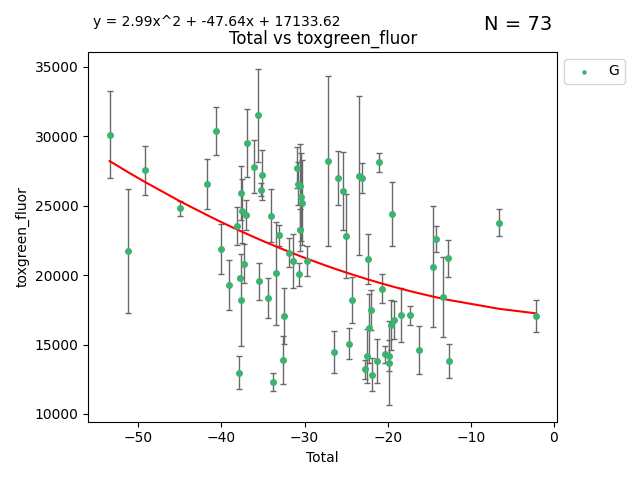 y = 2.99x^2 + -47.64x + 17133.62
N = 73
Total vs toxgreen_fluor
G
toxgreen_fluor
35000
30000
25000
20000
15000
10000
−50
−40
−30
−20
−10
0
Total